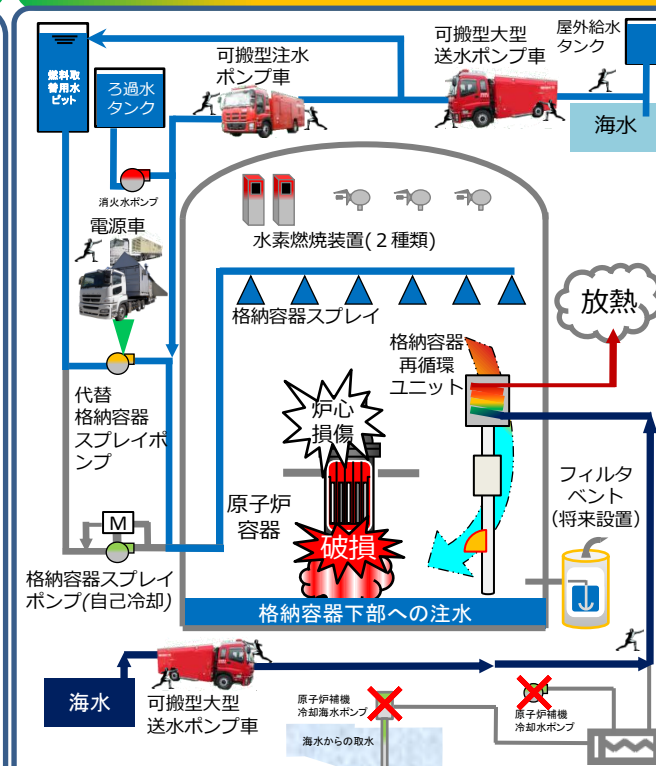 燃料取
替用水
ピット
ろ過水
タンク
可搬型注水
ポンプ車
可搬型大型
送水ポンプ車
屋外給水
タンク
海水
消火水ポンプ
電源車
水素燃焼装置(２種類)
格納容器スプレイ
格納容器
再循環
ユニット
放熱
代替
格納容器
スプレイポ
ンプ
炉心
損傷
原子炉
容器
破損
フィルタ
ベント
(将来設置)
M
格納容器スプレイ
ポンプ(自己冷却)
格納容器下部への注水
海水
可搬型大型
送水ポンプ車
原子炉補機
冷却海水ポンプ
原子炉補機
冷却水ポンプ
海水からの取水